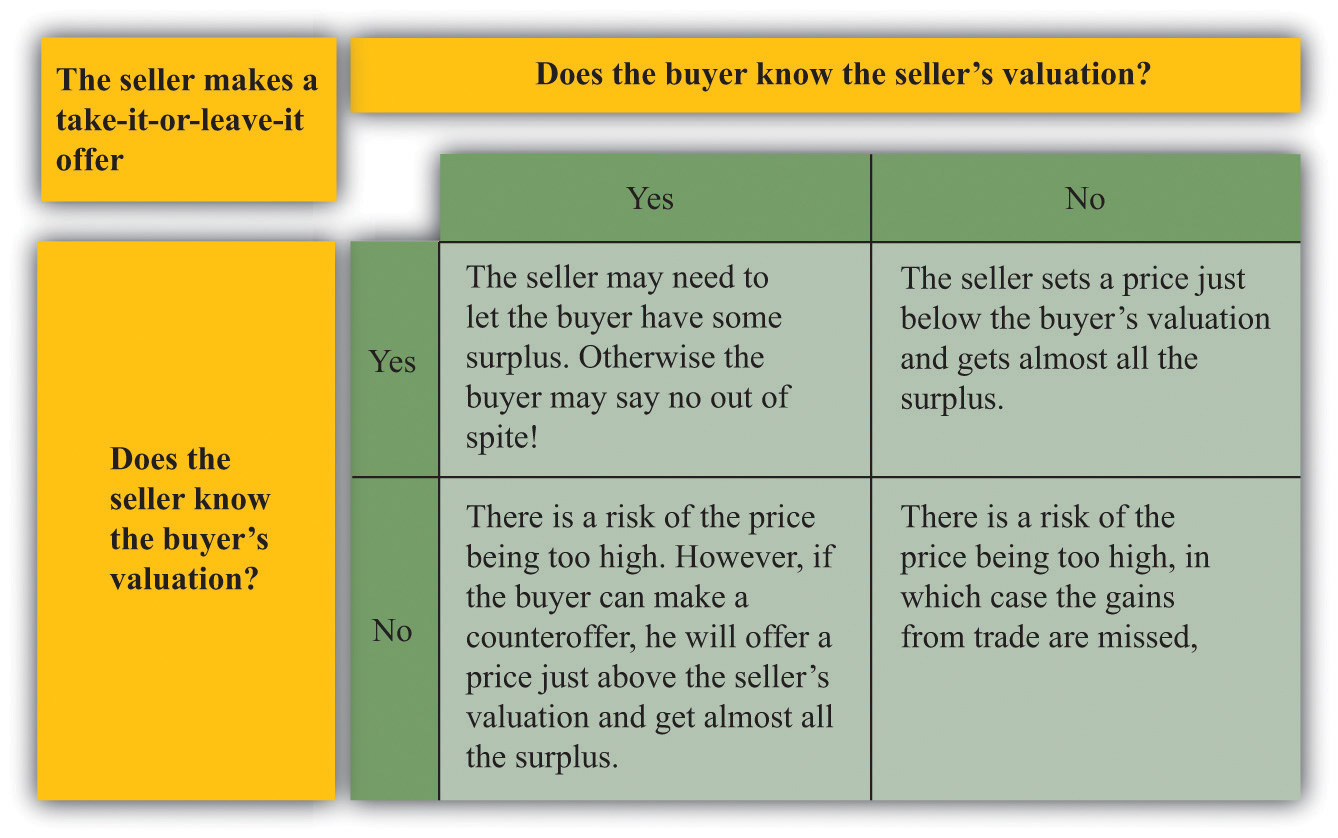 The seller makes a
take-it-or-leave-it
offer
Does the buyer know the seller’s valuation?
Yes
No
Does the
seller know
the buyer’s
valuation?
Yes
The seller may need to
let the buyer have some
surplus. Otherwise the
buyer may say no out of
spite!
The seller sets a price just
below the buyer’s valuation
and gets almost all the
surplus.
No
There is a risk of the price
being too high. However, if
the buyer can make a
counteroffer, he will offer a
price just above the seller’s
valuation and get almost all
the surplus.
There is a risk of the
price being too high, in
which case the gains
from trade are missed,